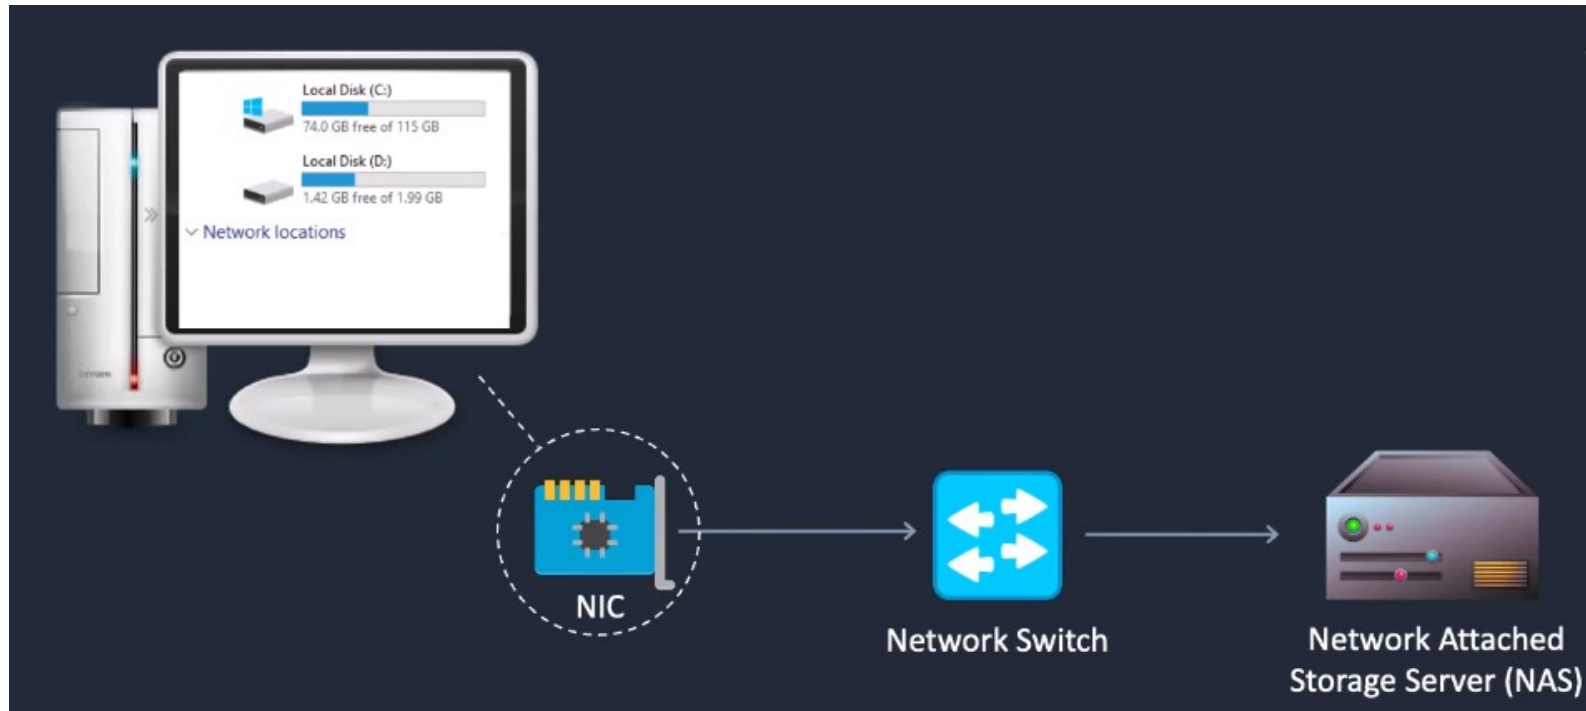 Local Disk (C:)
74.0 GB free of 115 GB
Local Disk (D:)
1.42 GB free of 1.99 GB
Network locations
NIC
Network Switch
Network Attached
Storage Server (NAS)